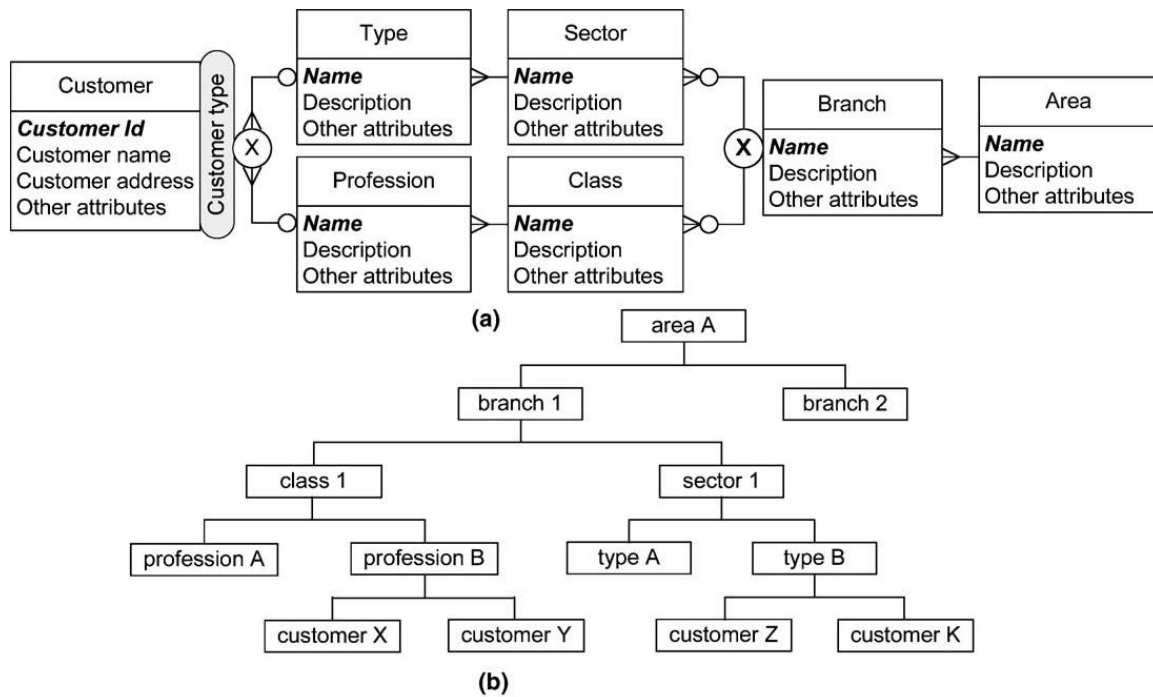 Customer
Customer Id
Customer name
Customer address
Other attributes
Customer type
X
Type
Name
Description
Other attributes
Profession
Name
Description
Other attributes
Sector
Name
Description
Other attributes
Class
Name
Description
Other attributes
X
Branch
Name
Description
Other attributes
Area
Name
Description
Other attributes
(a)
area A
branch 1
branch 2
class 1
sector 1
profession A
profession B
type A
type B
customer X
customer Y
customer Z
customer K
(b)